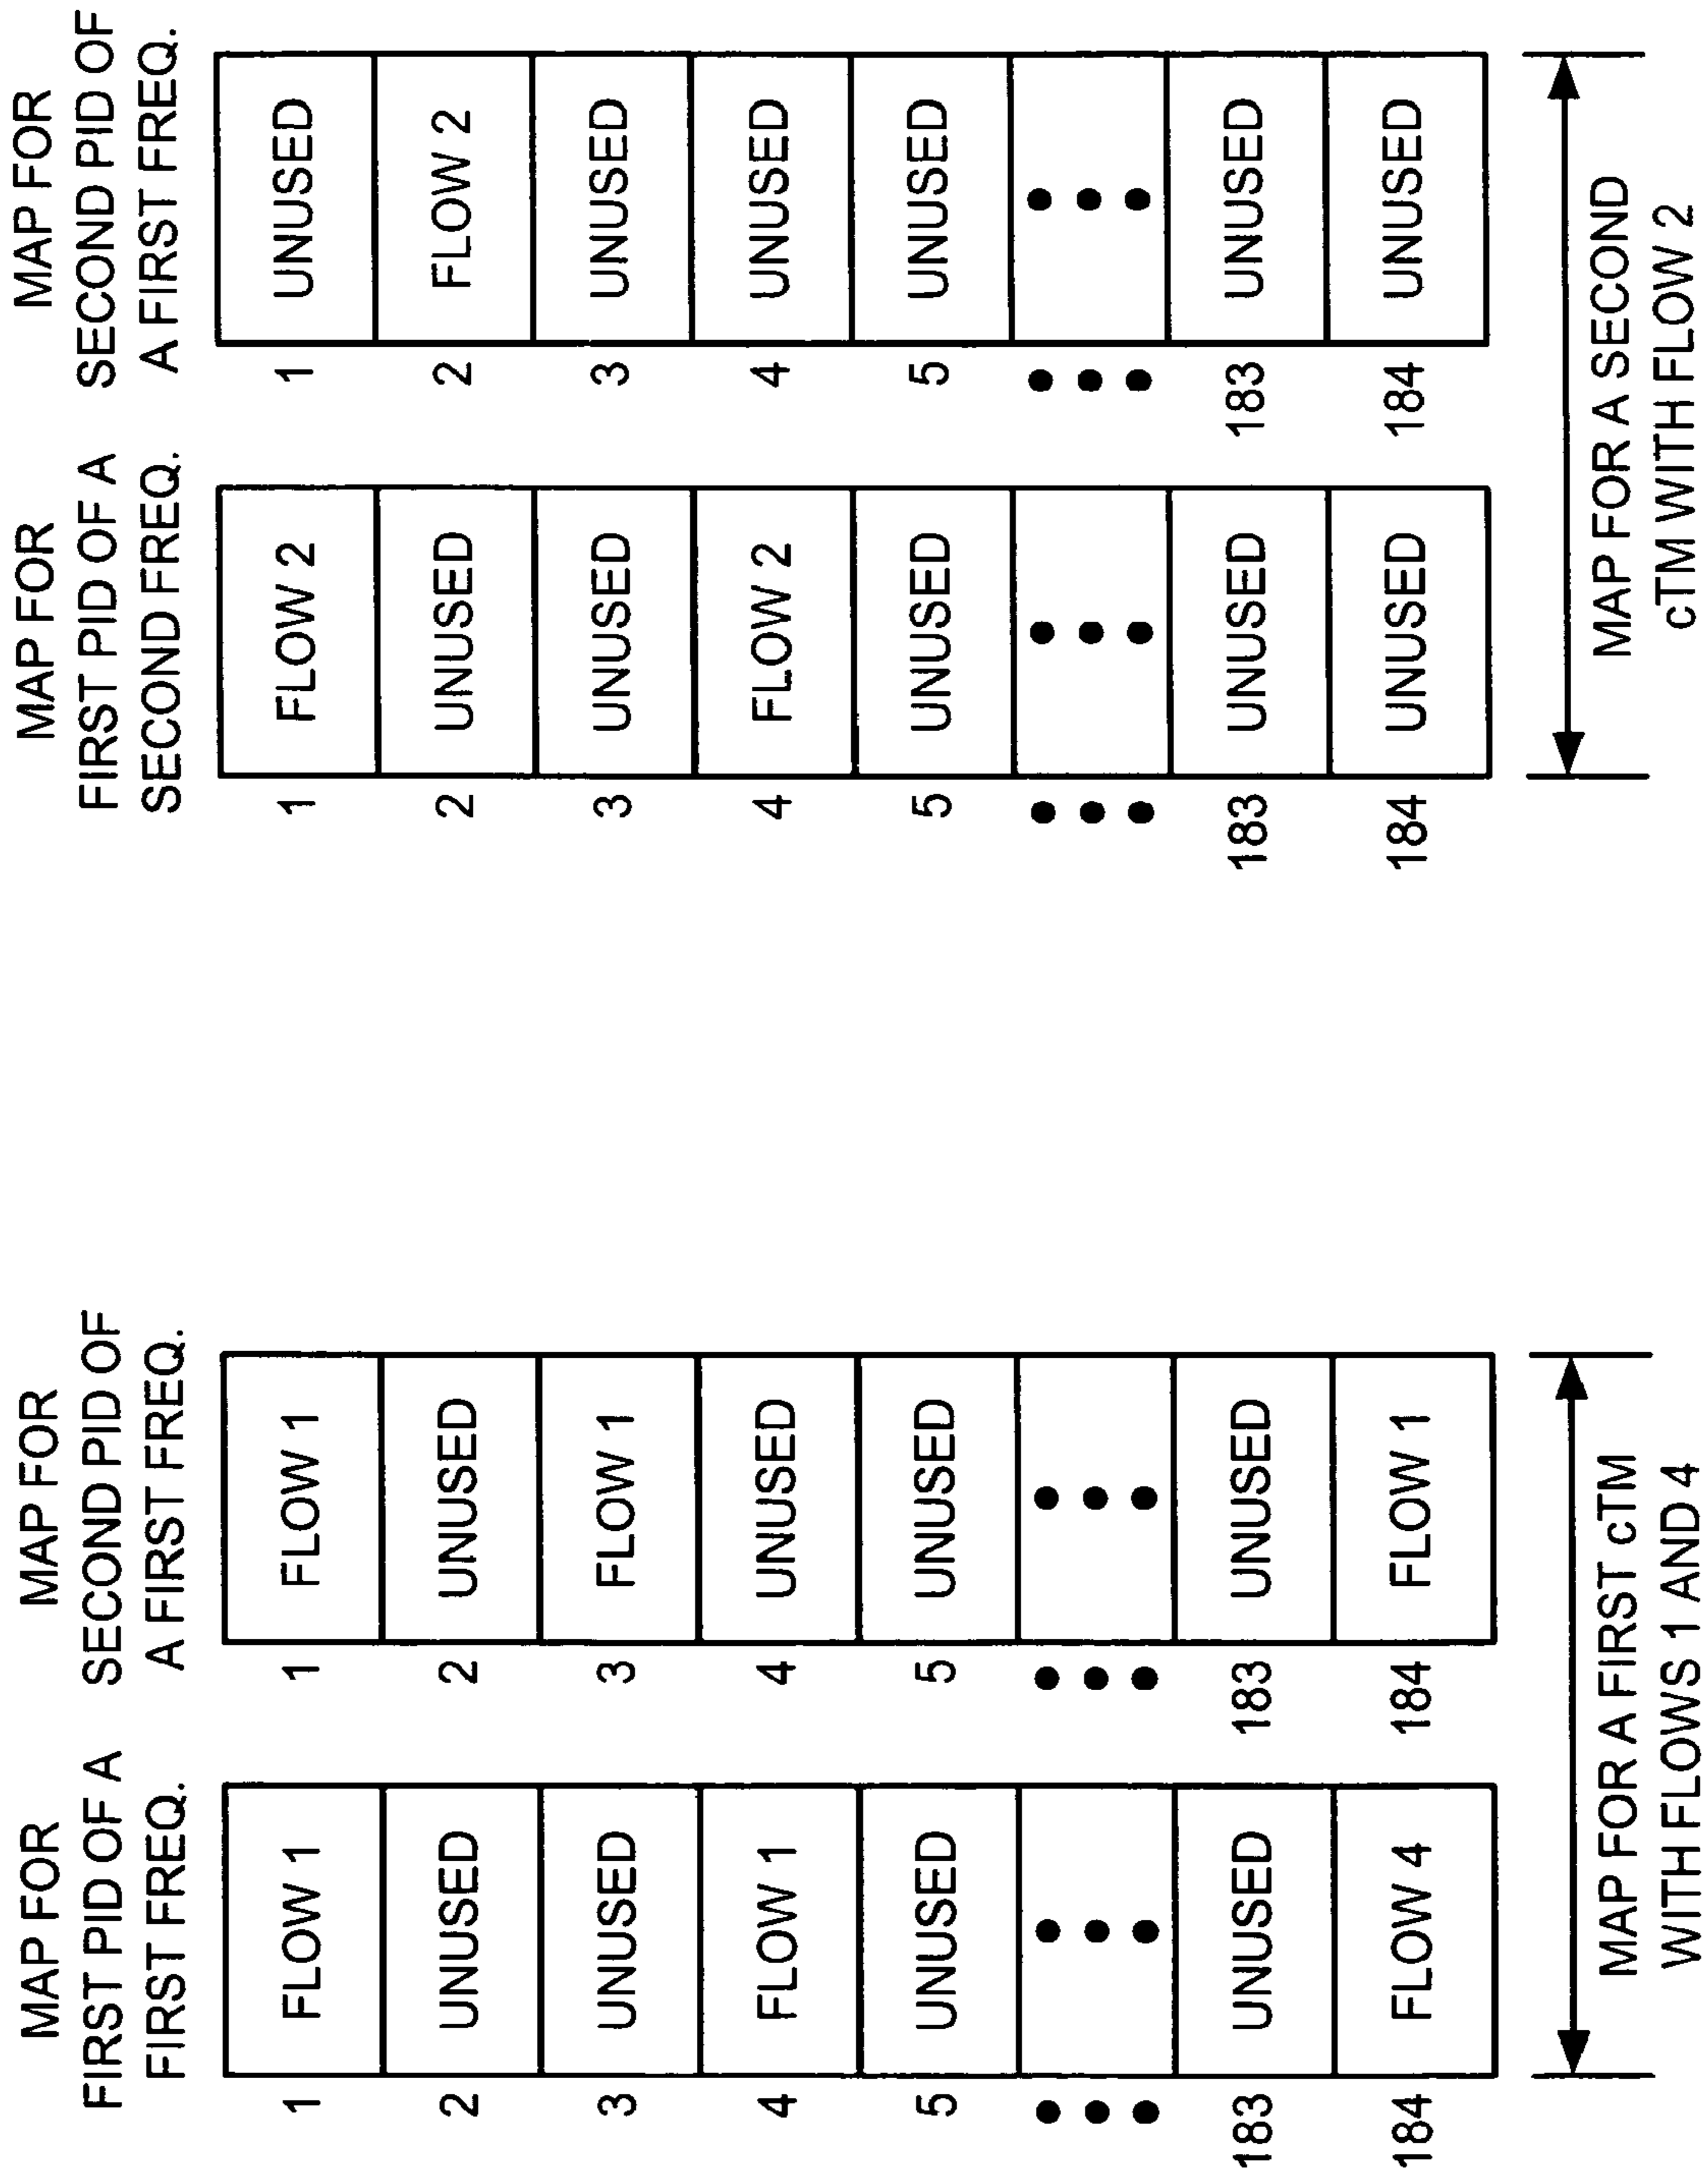 MAP FOR
FIRST PID OF A
FIRST FREQ.
1 FLOW 1
2 UNUSED
3 UNUSED
4 FLOW 1
5 UNUSED
183 UNUSED
184 FLOW 4
MAP FOR
SECOND PID OF
A FIRST FREQ.
1 FLOW 1
2 UNUSED
3 FLOW 1
4 UNUSED
5 UNUSED
183 UNUSED
184 FLOW 1
MAP FOR A FIRST cTM
WITH FLOWS 1 AND 4
MAP FOR
FIRST PID OF A
SECOND FREQ.
1 FLOW 2
2 UNUSED
3 UNUSED
4 FLOW 2
5 UNUSED
183 UNUSED
184 UNUSED
MAP FOR
SECOND PID OF
A FIRST FREQ.
1 UNUSED
2 FLOW 2
3 UNUSED
4 UNUSED
5 UNUSED
183 UNUSED
184 UNUSED
MAP FOR A SECOND
cTM WITH FLOW 2